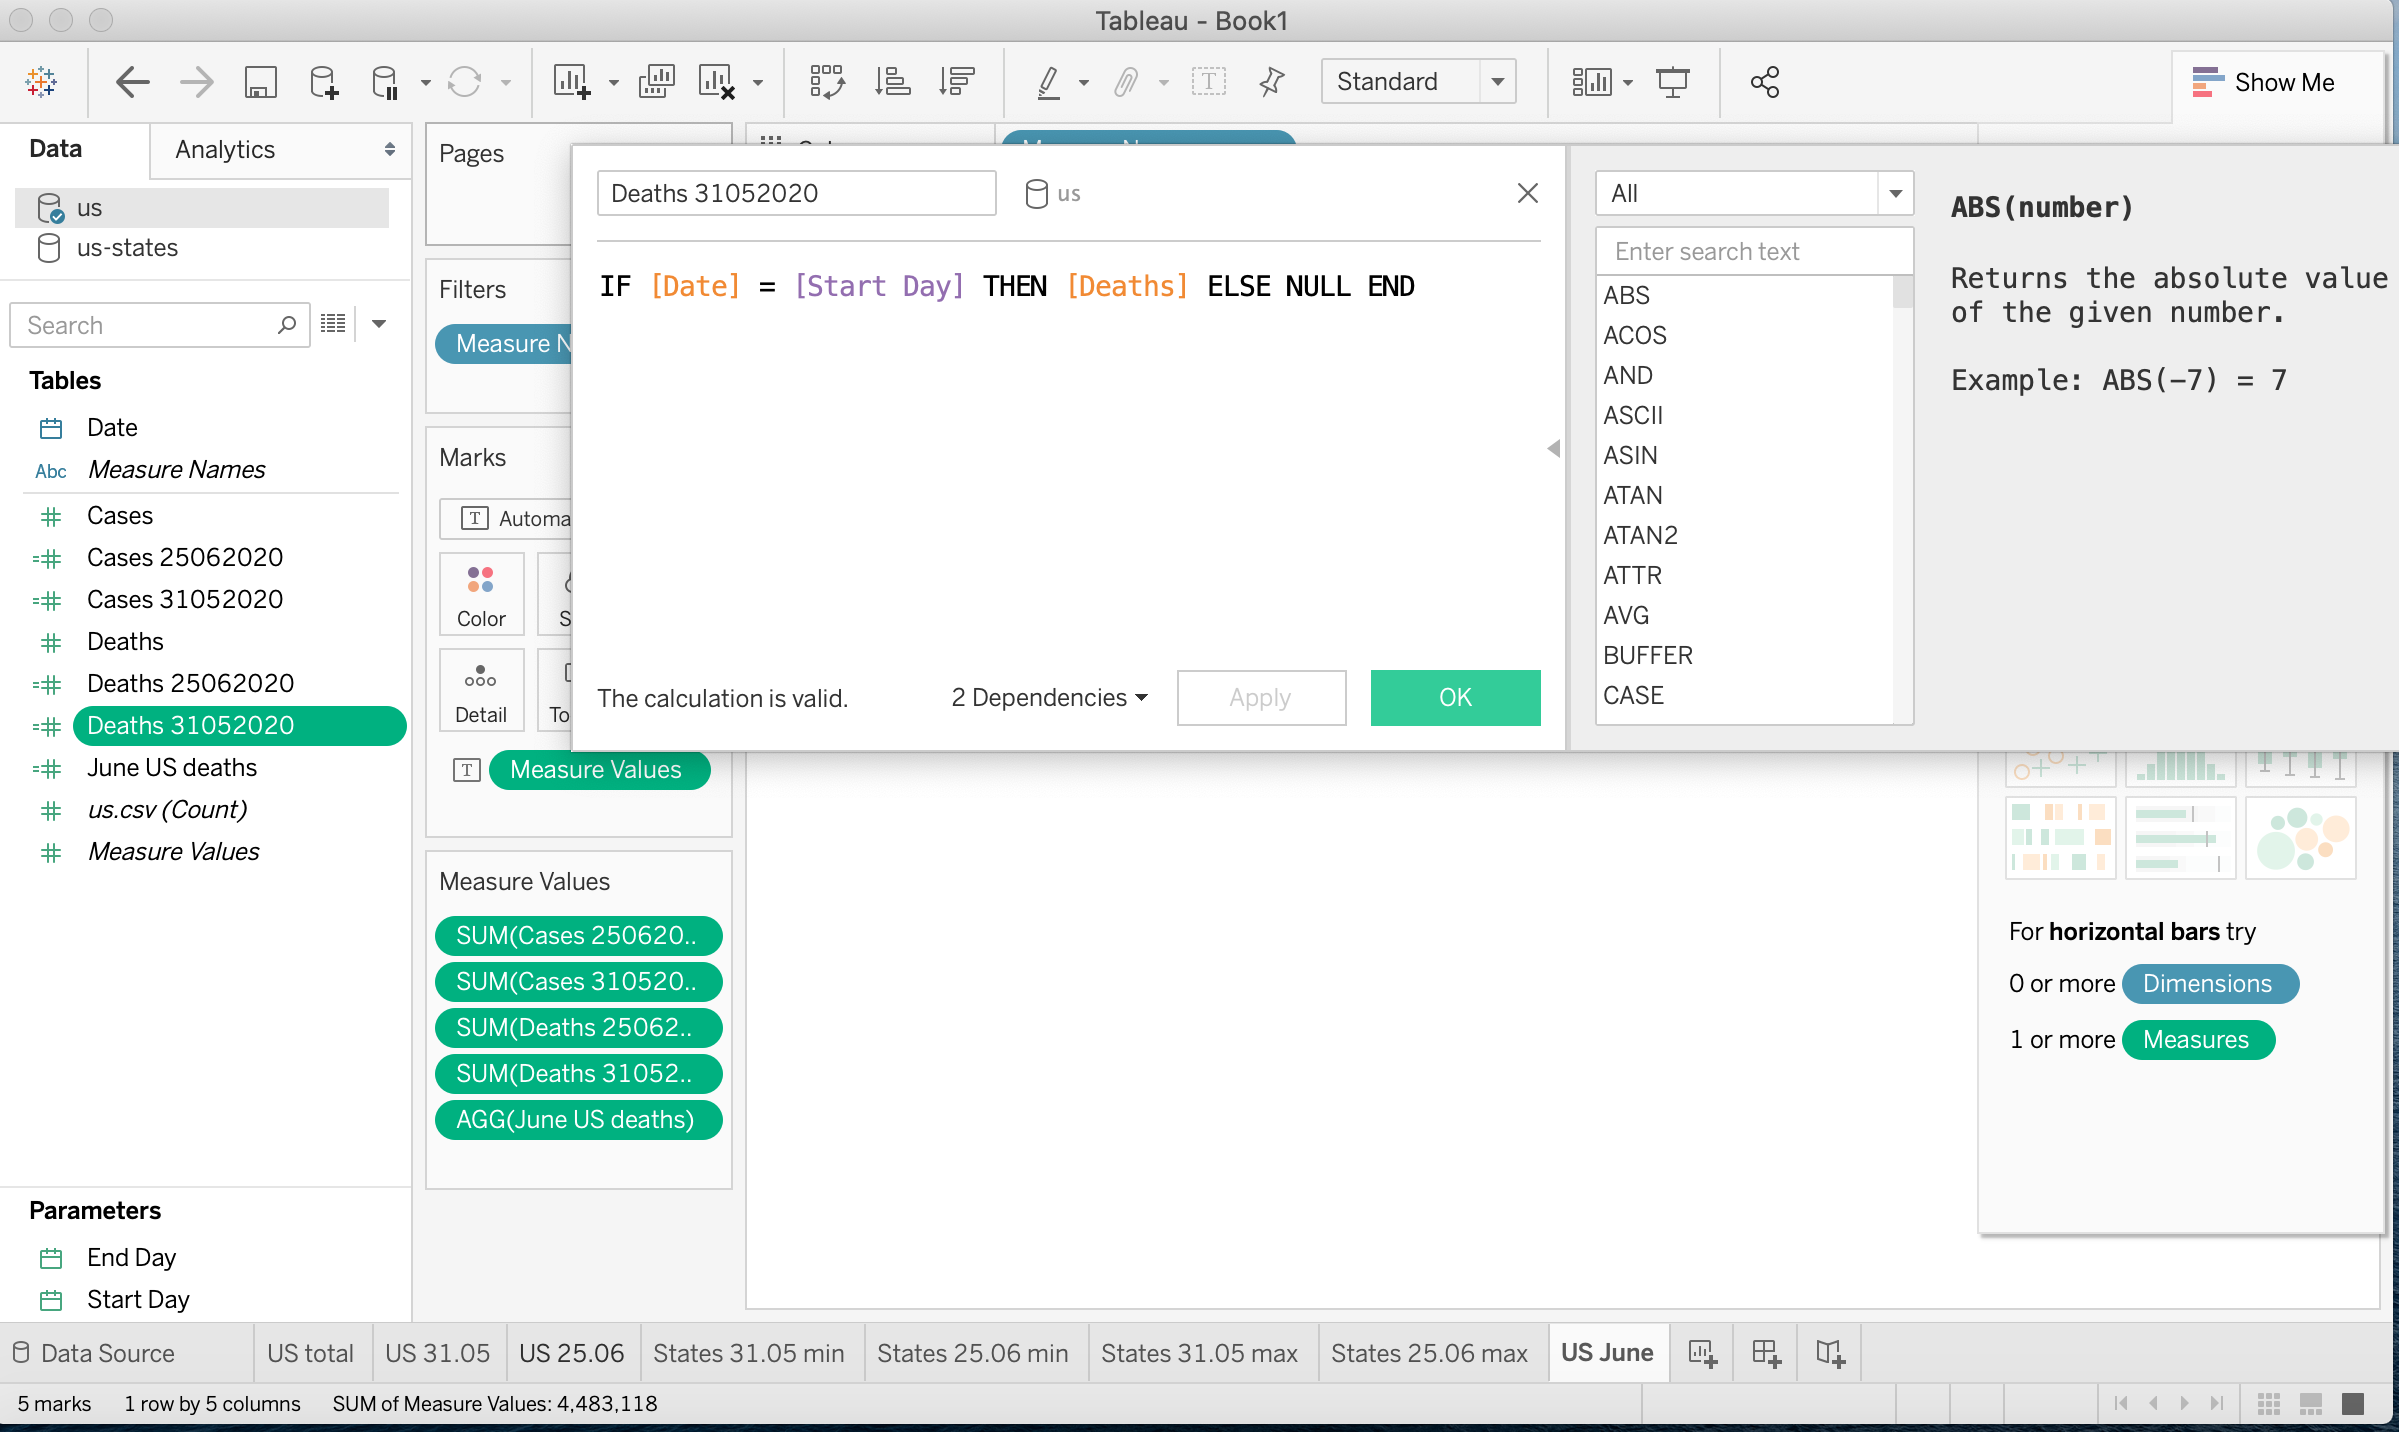 Tableau - Book1
Standard
Show Me
Data
Analytics
us
us-states
Search
Tables
Date
Abc Measure Names
Cases
Cases 25062020
Cases 31052020
Deaths
Deaths 25062020
Deaths 31052020
June US deaths
us.csv (Count)
Measure Values
Parameters
End Day
Start Day
Pages
Filters
Measure N
Marks
Automa
Color
S
Detail
To
Measure Values
Measure Values
SUM(Cases 250620..
SUM(Cases 310520..
SUM(Deaths 25062..
SUM(Deaths 31052..
AGG(June US deaths)
Deaths 31052020
us
IF [Date] = [Start Day] THEN [Deaths] ELSE NULL END
The calculation is valid.
2 Dependencies
Apply
OK
All
Enter search text
ABS
ACOS
AND
ASCII
ASIN
ATAN
ATAN2
ATTR
AVG
BUFFER
CASE
ABS(number)
Returns the absolute value
of the given number.
Example: ABS(-7) = 7
For horizontal bars try
0 or more Dimensions
1 or more Measures
Data Source
US total
US 31.05
US 25.06
States 31.05 min
States 25.06 min
States 31.05 max
States 25.06 max
US June
5 marks
1 row by 5 columns
SUM of Measure Values: 4,483,118